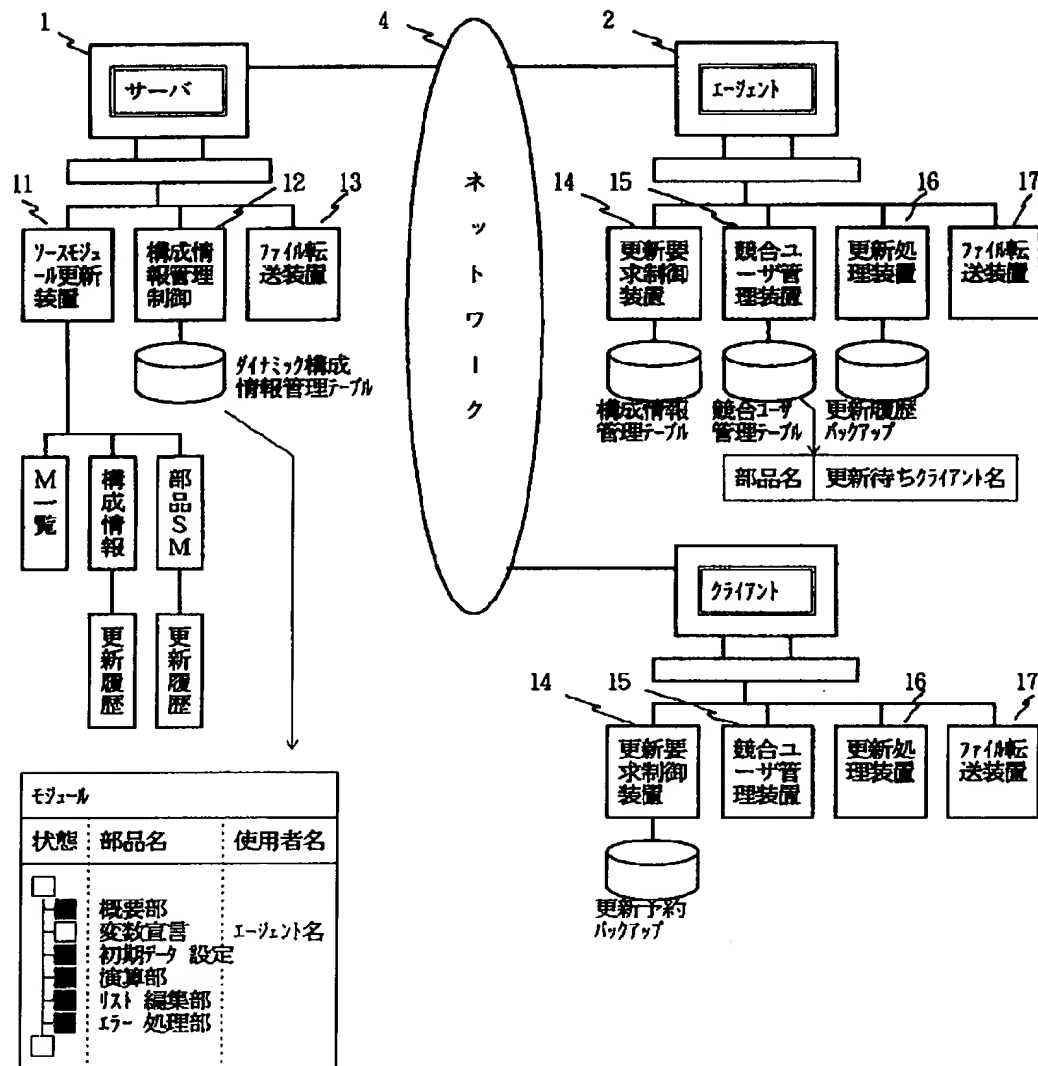 1
4
2
サーバ
エージェント
ネットワーク
11
12
13
ソースモジュ
ール更新
装置
構成情
報管理
制御
ファイル転
送装置
ダイナミック構成
情報管理テーブル
M一覧
構成情報
部品SM
更新履歴
更新履歴
14
15
16
17
更新要
求制御
装置
競合ユ
ーザ管
理装置
更新処
理装置
ファイル転
送装置
構成情報
管理テーブル
競合ユーザ
管理テーブル
更新履歴
バックアップ
部品名
更新待ちクライアント名
クライアント
14
15
16
17
更新要
求制御
装置
競合ユ
ーザ管
理装置
更新処
理装置
ファイル転
送装置
更新予約
バックアップ
モジュール
状態 部品名 使用者名
概要部
変数宣言 エージェント名
初期データ 設定
演算部
リスト 編集部
エラー 処理部